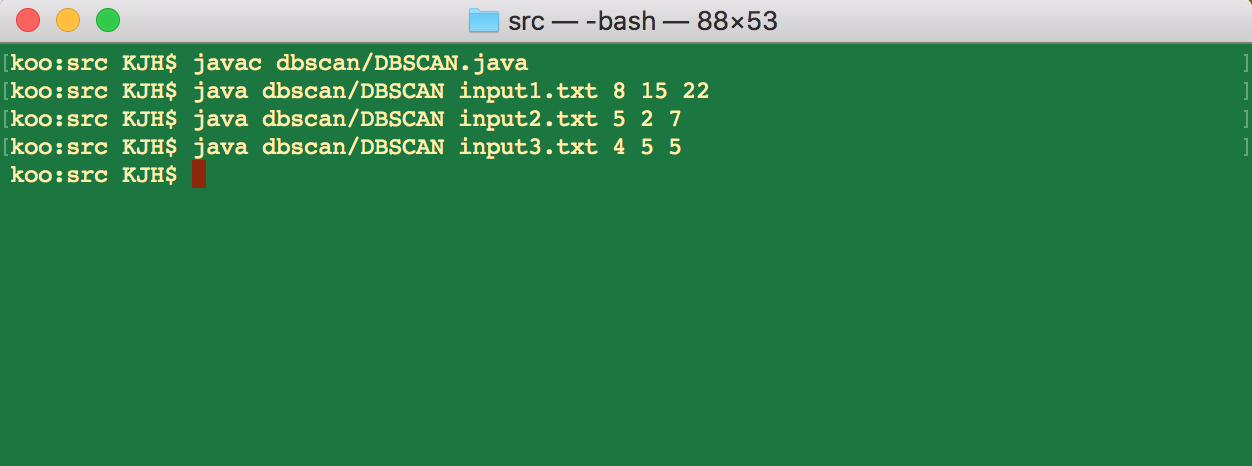 src — -bash — 88×53
koo:src KJH$ javac dbscan/DBSCAN.java
koo:src KJH$ java dbscan/DBSCAN input1.txt 8 15 22
koo:src KJH$ java dbscan/DBSCAN input2.txt 5 2 7
koo:src KJH$ java dbscan/DBSCAN input3.txt 4 5 5
koo:src KJH$